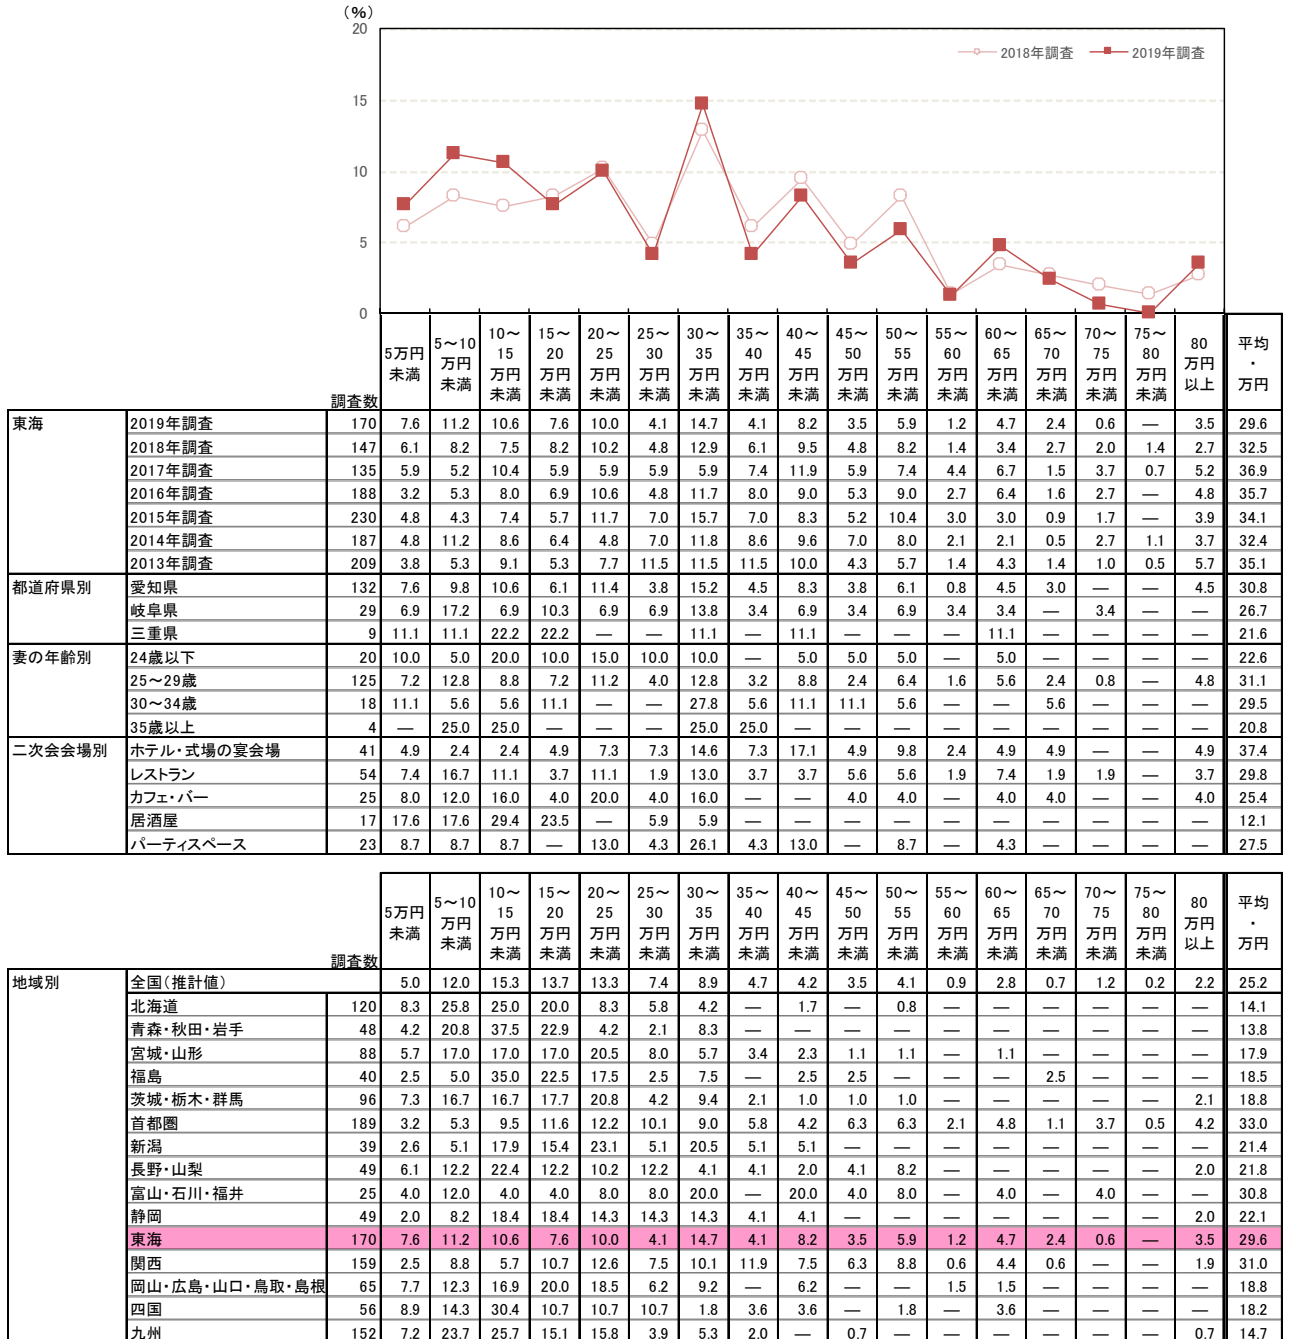 （%）
20
15
10
5
0
2018年調査 2019年調査
調査数 5万円未満 5～10万円未満 10～15万円未満 15～20万円未満 20～25万円未満 25～30万円未満 30～35万円未満 35～40万円未満 40～45万円未満 45～50万円未満 50～55万円未満 55～60万円未満 60～65万円未満 65～70万円未満 70～75万円未満 75～80万円未満 80万円以上 平均・万円
東海 2019年調査 170 7.6 11.2 10.6 7.6 10.0 4.1 14.7 4.1 8.2 3.5 5.9 1.2 4.7 2.4 0.6 — 3.5 29.6
2018年調査 147 6.1 8.2 7.5 8.2 10.2 4.8 12.9 6.1 9.5 4.8 8.2 1.4 3.4 2.7 2.0 1.4 2.7 32.5
2017年調査 135 5.9 5.2 10.4 5.9 5.9 5.9 5.9 7.4 11.9 5.9 7.4 4.4 6.7 1.5 3.7 0.7 5.2 36.9
2016年調査 188 3.2 5.3 8.0 6.9 10.6 4.8 11.7 8.0 9.0 5.3 9.0 2.7 6.4 1.6 2.7 — 4.8 35.7
2015年調査 230 4.8 4.3 7.4 5.7 11.7 7.0 15.7 7.0 8.3 5.2 10.4 3.0 3.0 0.9 1.7 — 3.9 34.1
2014年調査 187 4.8 11.2 8.6 6.4 4.8 7.0 11.8 8.6 9.6 7.0 8.0 2.1 2.1 0.5 2.7 1.1 3.7 32.4
2013年調査 209 3.8 5.3 9.1 5.3 7.7 11.5 11.5 11.5 10.0 4.3 5.7 1.4 4.3 1.4 1.0 0.5 5.7 35.1
都道府県別 愛知県 132 7.6 9.8 10.6 6.1 11.4 3.8 15.2 4.5 8.3 3.8 6.1 0.8 4.5 3.0 — — 4.5 30.8
岐阜県 29 6.9 17.2 6.9 10.3 6.9 6.9 13.8 3.4 6.9 3.4 6.9 3.4 3.4 — 3.4 — — 26.7
三重県 9 11.1 11.1 22.2 22.2 — — 11.1 — 11.1 — — — 11.1 — — — — 21.6
妻の年齢別 24歳以下 20 10.0 5.0 20.0 10.0 15.0 10.0 10.0 — 5.0 5.0 5.0 — 5.0 — — — — 22.6
25～29歳 125 7.2 12.8 8.8 7.2 11.2 4.0 12.8 3.2 8.8 2.4 6.4 1.6 5.6 2.4 0.8 — 4.8 31.1
30～34歳 18 11.1 5.6 5.6 11.1 — — 27.8 5.6 11.1 11.1 5.6 — — 5.6 — — — 29.5
35歳以上 4 — 25.0 25.0 — — — 25.0 25.0 — — — — — — — — — 20.8
二次会会場別 ホテル・式場の宴会場 41 4.9 2.4 2.4 4.9 7.3 7.3 14.6 7.3 17.1 4.9 9.8 2.4 4.9 4.9 — — 4.9 37.4
レストラン 54 7.4 16.7 11.1 3.7 11.1 1.9 13.0 3.7 3.7 5.6 5.6 1.9 7.4 1.9 1.9 — 3.7 29.8
カフェ・バー 25 8.0 12.0 16.0 4.0 20.0 4.0 16.0 — — 4.0 4.0 — 4.0 4.0 — — 4.0 25.4
居酒屋 17 17.6 17.6 29.4 23.5 — 5.9 5.9 — — — — — — — — — — 12.1
パーティスペース 23 8.7 8.7 8.7 — 13.0 4.3 26.1 4.3 13.0 — 8.7 — 4.3 — — — — 27.5
調査数 5万円未満 5～10万円未満 10～15万円未満 15～20万円未満 20～25万円未満 25～30万円未満 30～35万円未満 35～40万円未満 40～45万円未満 45～50万円未満 50～55万円未満 55～60万円未満 60～65万円未満 65～70万円未満 70～75万円未満 75～80万円未満 80万円以上 平均・万円
地域別 全国（推計値） 5.0 12.0 15.3 13.7 13.3 7.4 8.9 4.7 4.2 3.5 4.1 0.9 2.8 0.7 1.2 0.2 2.2 25.2
北海道 120 8.3 25.8 25.0 20.0 8.3 5.8 4.2 — 1.7 — 0.8 — — — — — — 14.1
青森・秋田・岩手 48 4.2 20.8 37.5 22.9 4.2 2.1 8.3 — — — — — — — — — — 13.8
宮城・山形 88 5.7 17.0 17.0 17.0 20.5 8.0 5.7 3.4 2.3 1.1 1.1 — 1.1 — — — — 17.9
福島 40 2.5 5.0 35.0 22.5 17.5 2.5 7.5 — 2.5 2.5 — — — 2.5 — — — 18.5
茨城・栃木・群馬 96 7.3 16.7 16.7 17.7 20.8 4.2 9.4 2.1 1.0 1.0 1.0 — — — — — 2.1 18.8
首都圏 189 3.2 5.3 9.5 11.6 12.2 10.1 9.0 5.8 4.2 6.3 6.3 2.1 4.8 1.1 3.7 0.5 4.2 33.0
新潟 39 2.6 5.1 17.9 15.4 23.1 5.1 20.5 5.1 5.1 — — — — — — — — 21.4
長野・山梨 49 6.1 12.2 22.4 12.2 10.2 12.2 4.1 4.1 2.0 4.1 8.2 — — — — — 2.0 21.8
富山・石川・福井 25 4.0 12.0 4.0 4.0 8.0 8.0 20.0 — 20.0 4.0 8.0 — 4.0 — 4.0 — — 30.8
静岡 49 2.0 8.2 18.4 18.4 14.3 14.3 14.3 4.1 4.1 — — — — — — — 2.0 22.1
東海 170 7.6 11.2 10.6 7.6 10.0 4.1 14.7 4.1 8.2 3.5 5.9 1.2 4.7 2.4 0.6 — 3.5 29.6
関西 159 2.5 8.8 5.7 10.7 12.6 7.5 10.1 11.9 7.5 6.3 8.8 0.6 4.4 0.6 — — 1.9 31.0
岡山・広島・山口・鳥取・島根 65 7.7 12.3 16.9 20.0 18.5 6.2 9.2 — 6.2 — — 1.5 1.5 — — — — 18.8
四国 56 8.9 14.3 30.4 10.7 10.7 10.7 1.8 3.6 3.6 — 1.8 — 3.6 — — — — 18.2
九州 152 7.2 23.7 25.7 15.1 15.8 3.9 5.3 2.0 — 0.7 — — — — — — 0.7 14.7